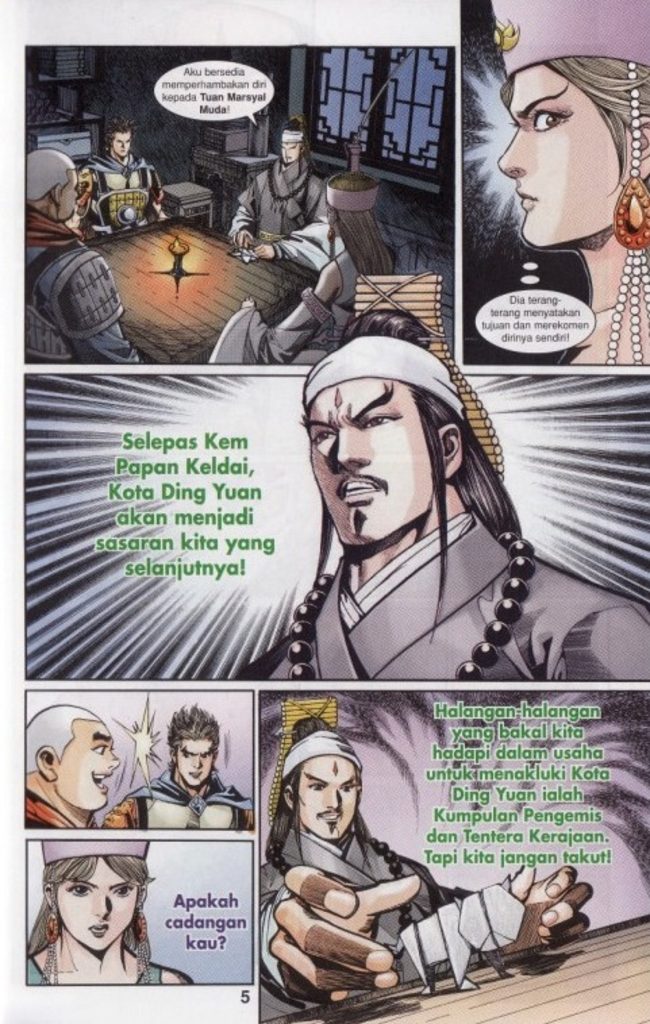 Aku bersedia
memperhambakan diri
kepada Tuan Marsyal
Muda!
Dia terang-
terang menyatakan
tujuan dan merekomen
dirinya sendiri!
Selepas Kem
Papan Keldai,
Kota Ding Yuan
akan menjadi
sasaran kita yang
selanjutnya!
Halangan-halangan
yang bakal kita
hadapi dalam usaha
untuk menakluki Kota
Ding Yuan ialah
Kumpulan Pengemis
dan Tentera Kerajaan.
Tapi kita jangan takut!
Apakah
cadangan
kau?
5